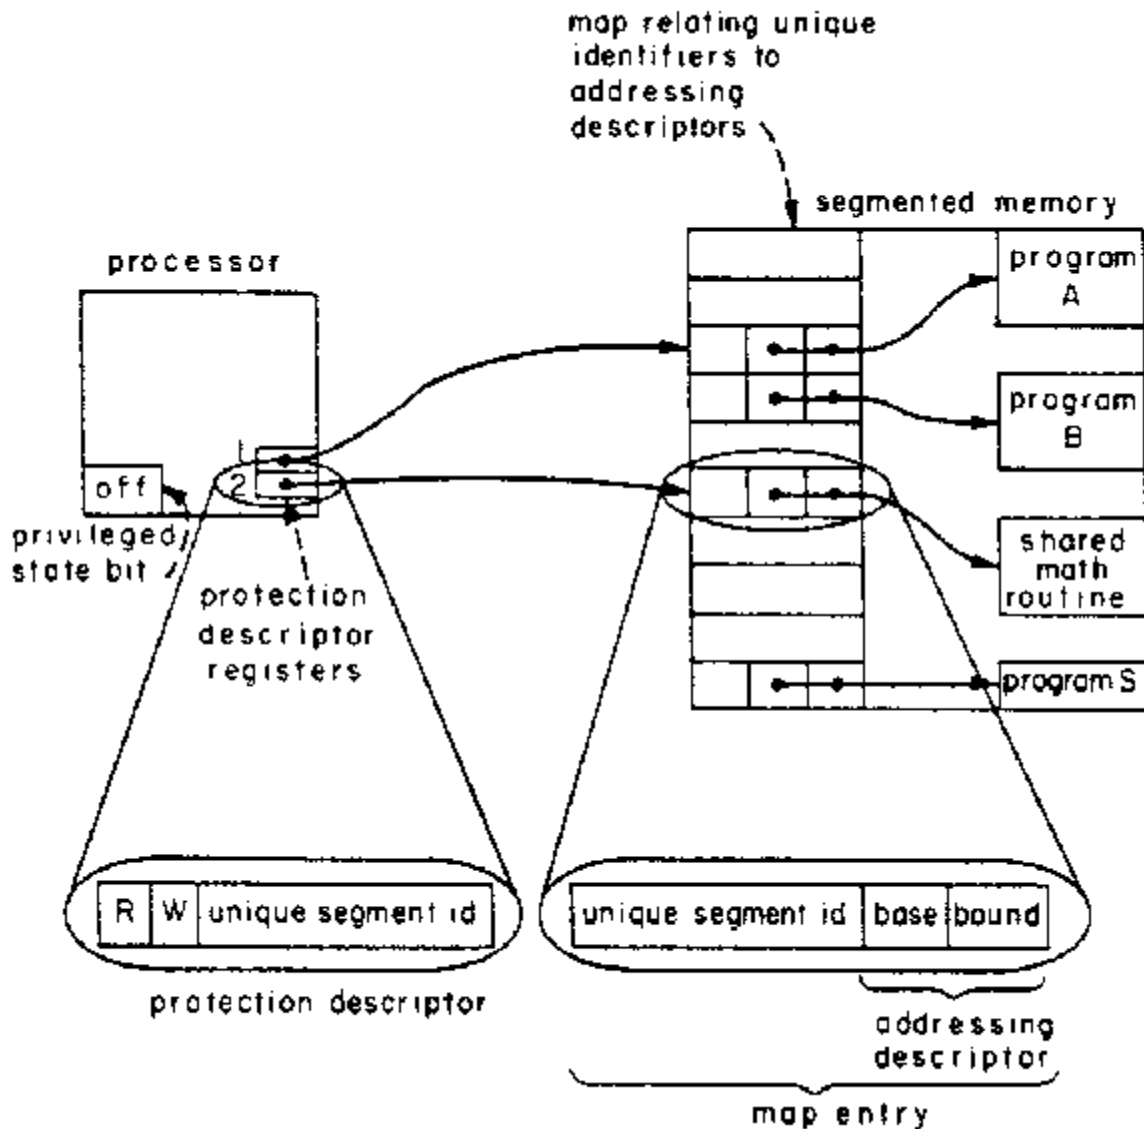 map relating unique
identifiers to
addressing
descriptors
segmented memory
processor
program
A
program
B
1
2
off
privileged
state bit
protection
descriptor
registers
shared
math
routine
program S
R W unique segment id
unique segment id base bound
protection descriptor
addressing
descriptor
map entry